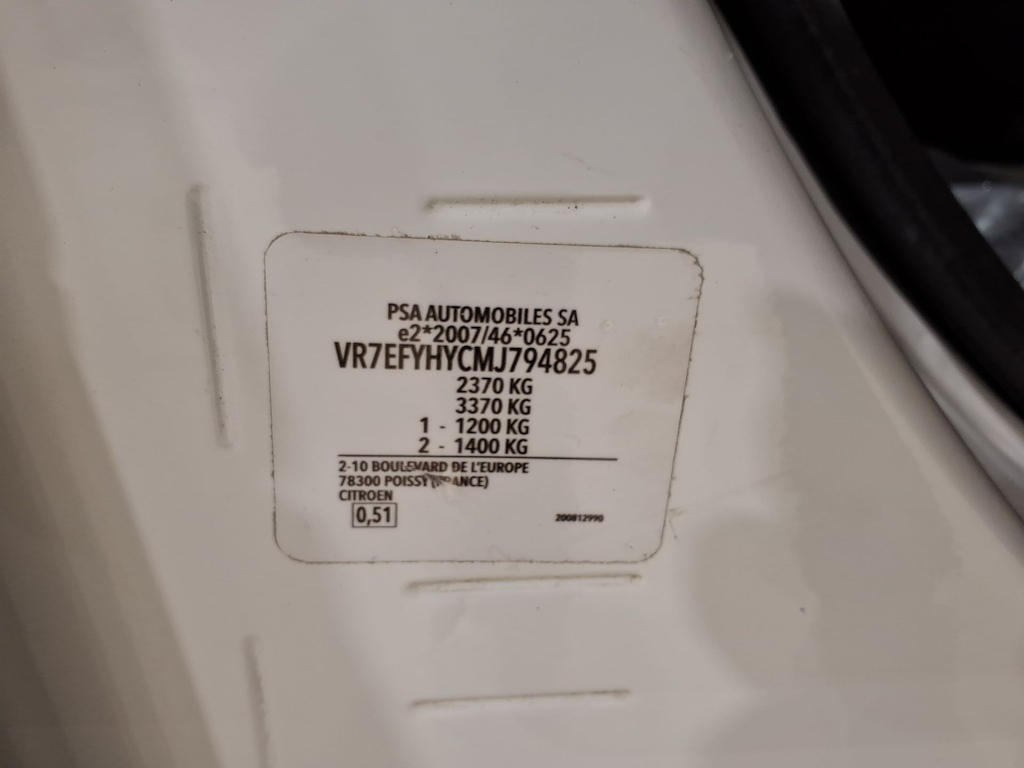 PSA AUTOMOBILES SA
e2*2007/46*0625
VR7EFYHYCMJ794825
2370 KG
3370 KG
1 - 1200 KG
2 - 1400 KG
2-10 BOULEVARD DE L'EUROPE
78300 POISSY (FRANCE)
CITROEN
0,51
200812990